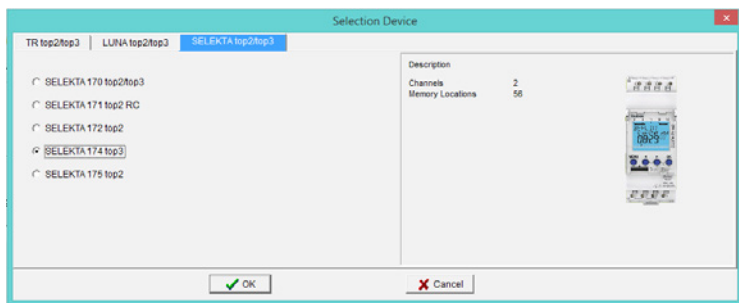 Selection Device
TR top2/top3
LUNA top2/top3
SELEKTA top2/top3
SELEKTA 170 top2/top3
SELEKTA 171 top2 RC
SELEKTA 172 top2
SELEKTA 174 top3
SELEKTA 175 top2
Description
Channels 2
Memory Locations 56
OK
Cancel